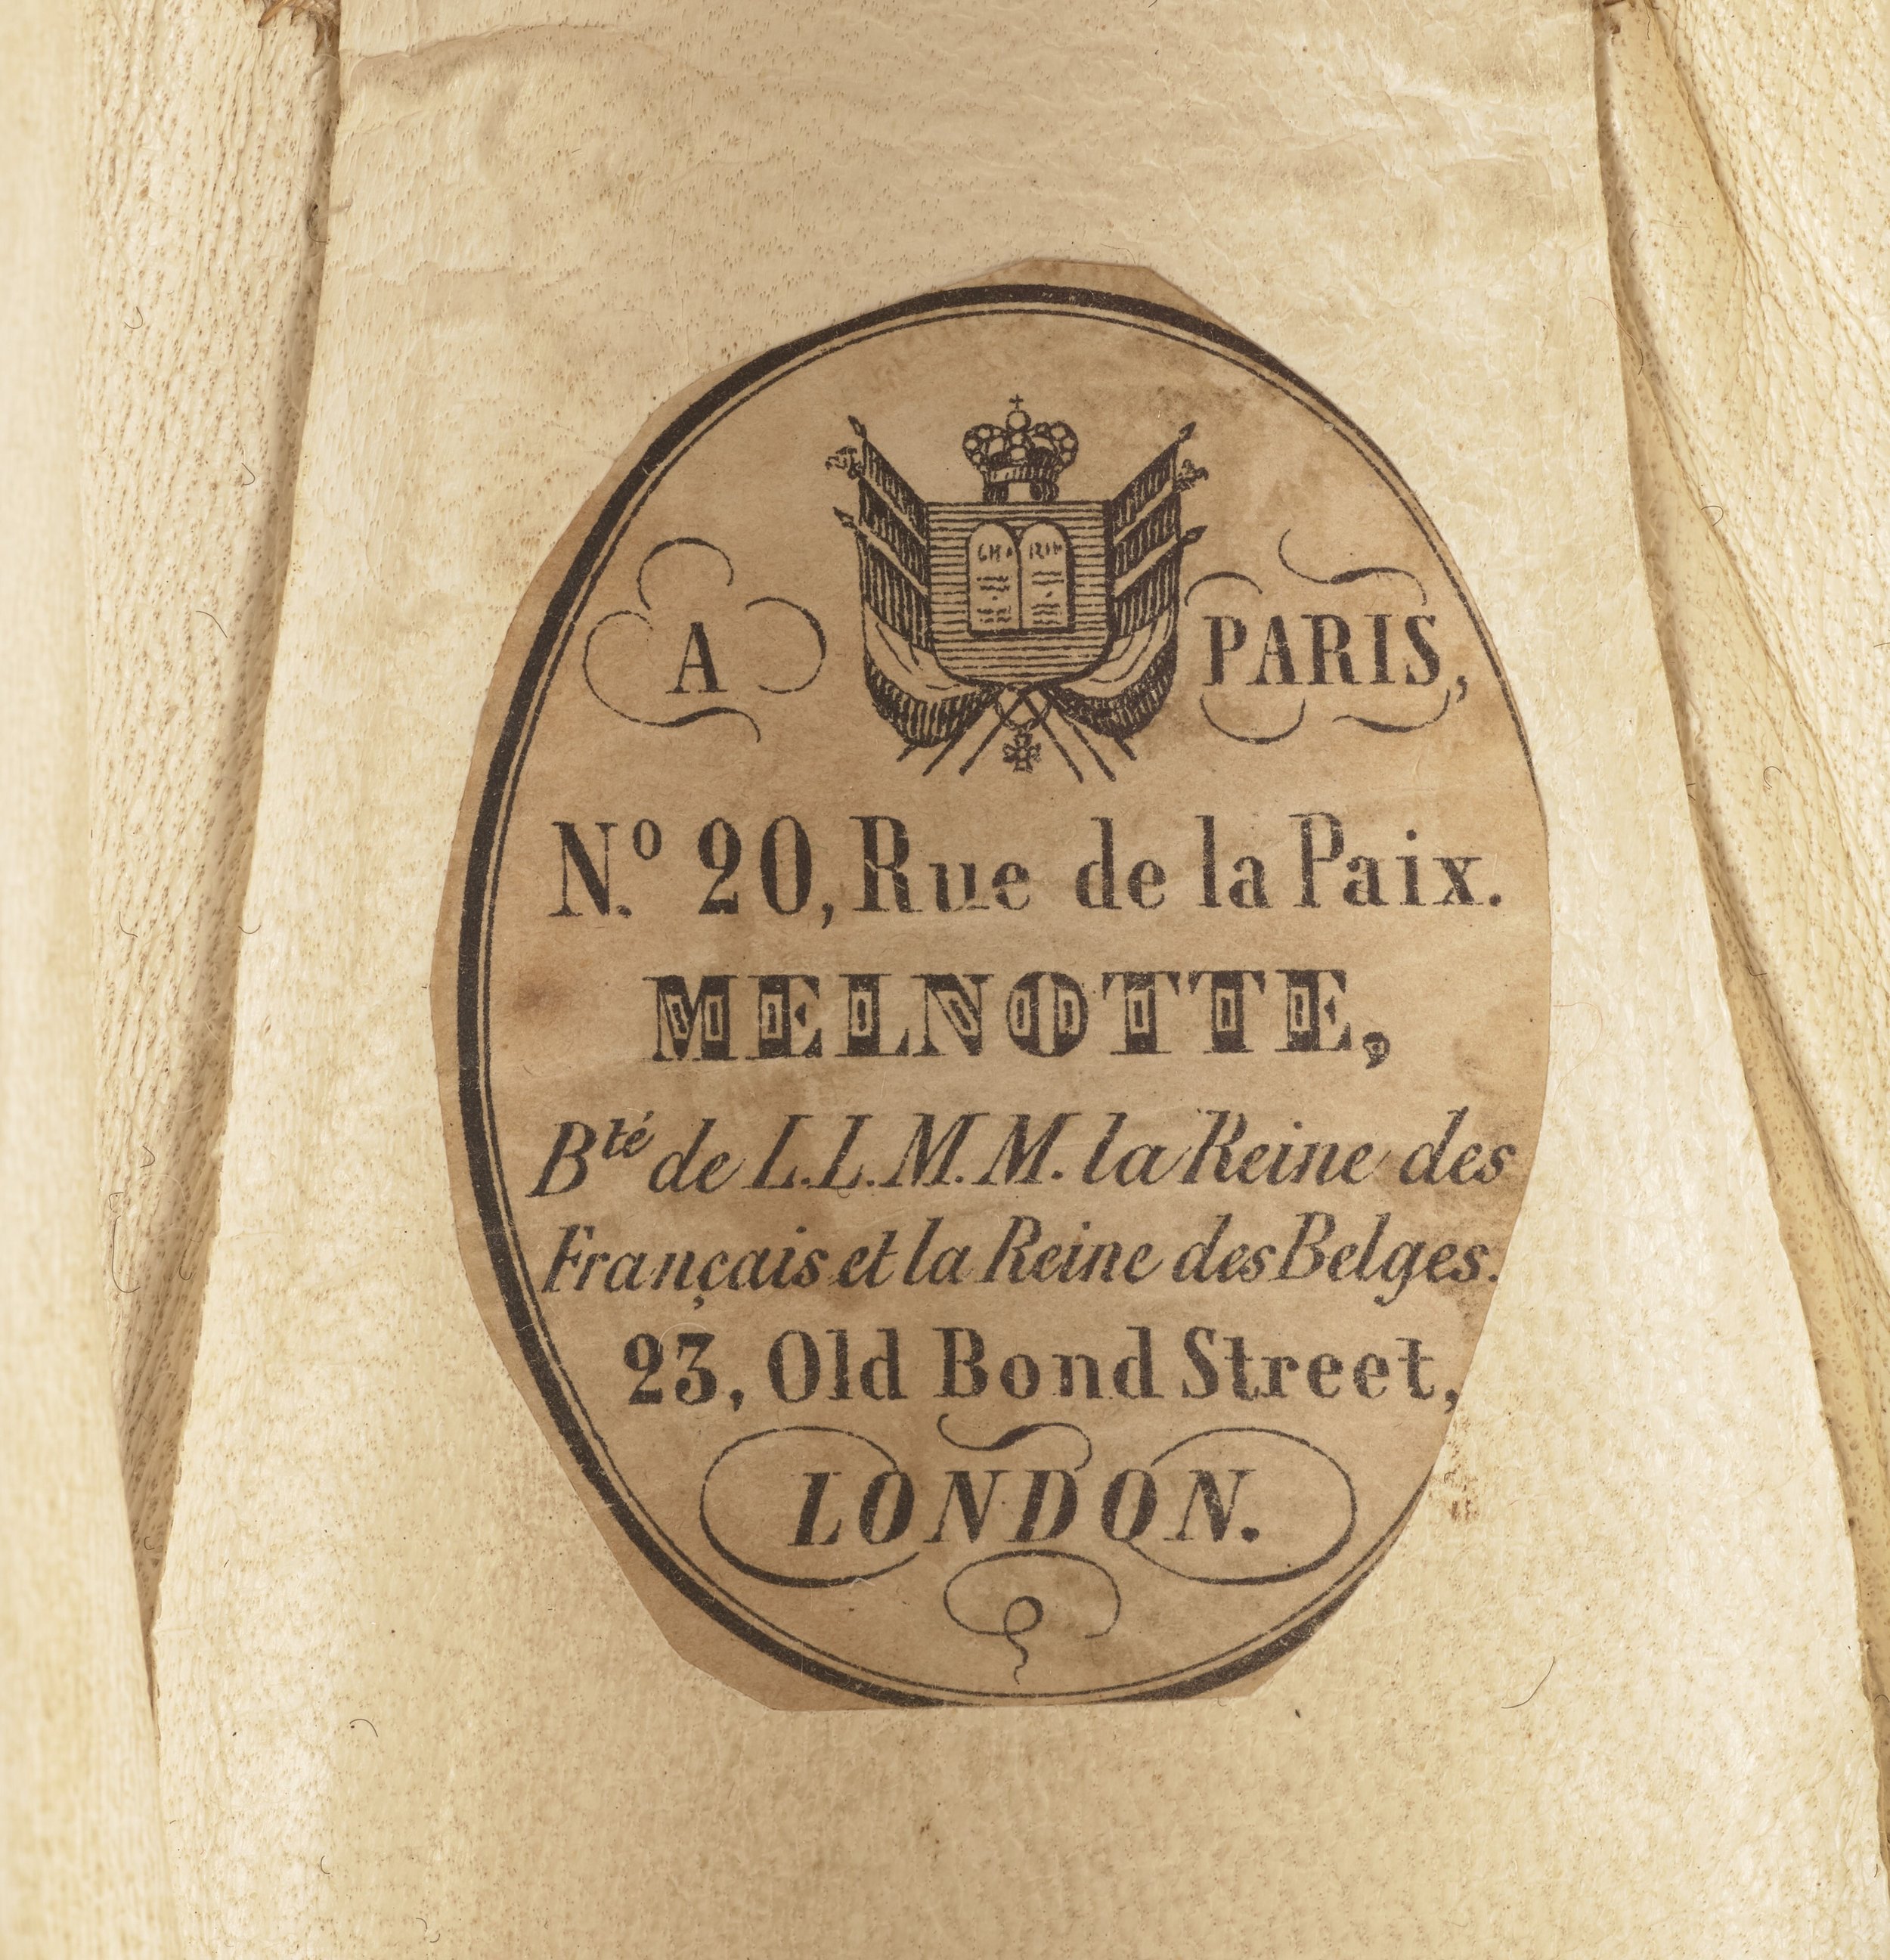 A PARIS,
N.º 20, Rue de la Paix.
MELNOTTE,
Bté de L.L.M.M. la Reine des
Français et la Reine des Belges.
23, Old Bond Street,
LONDON.